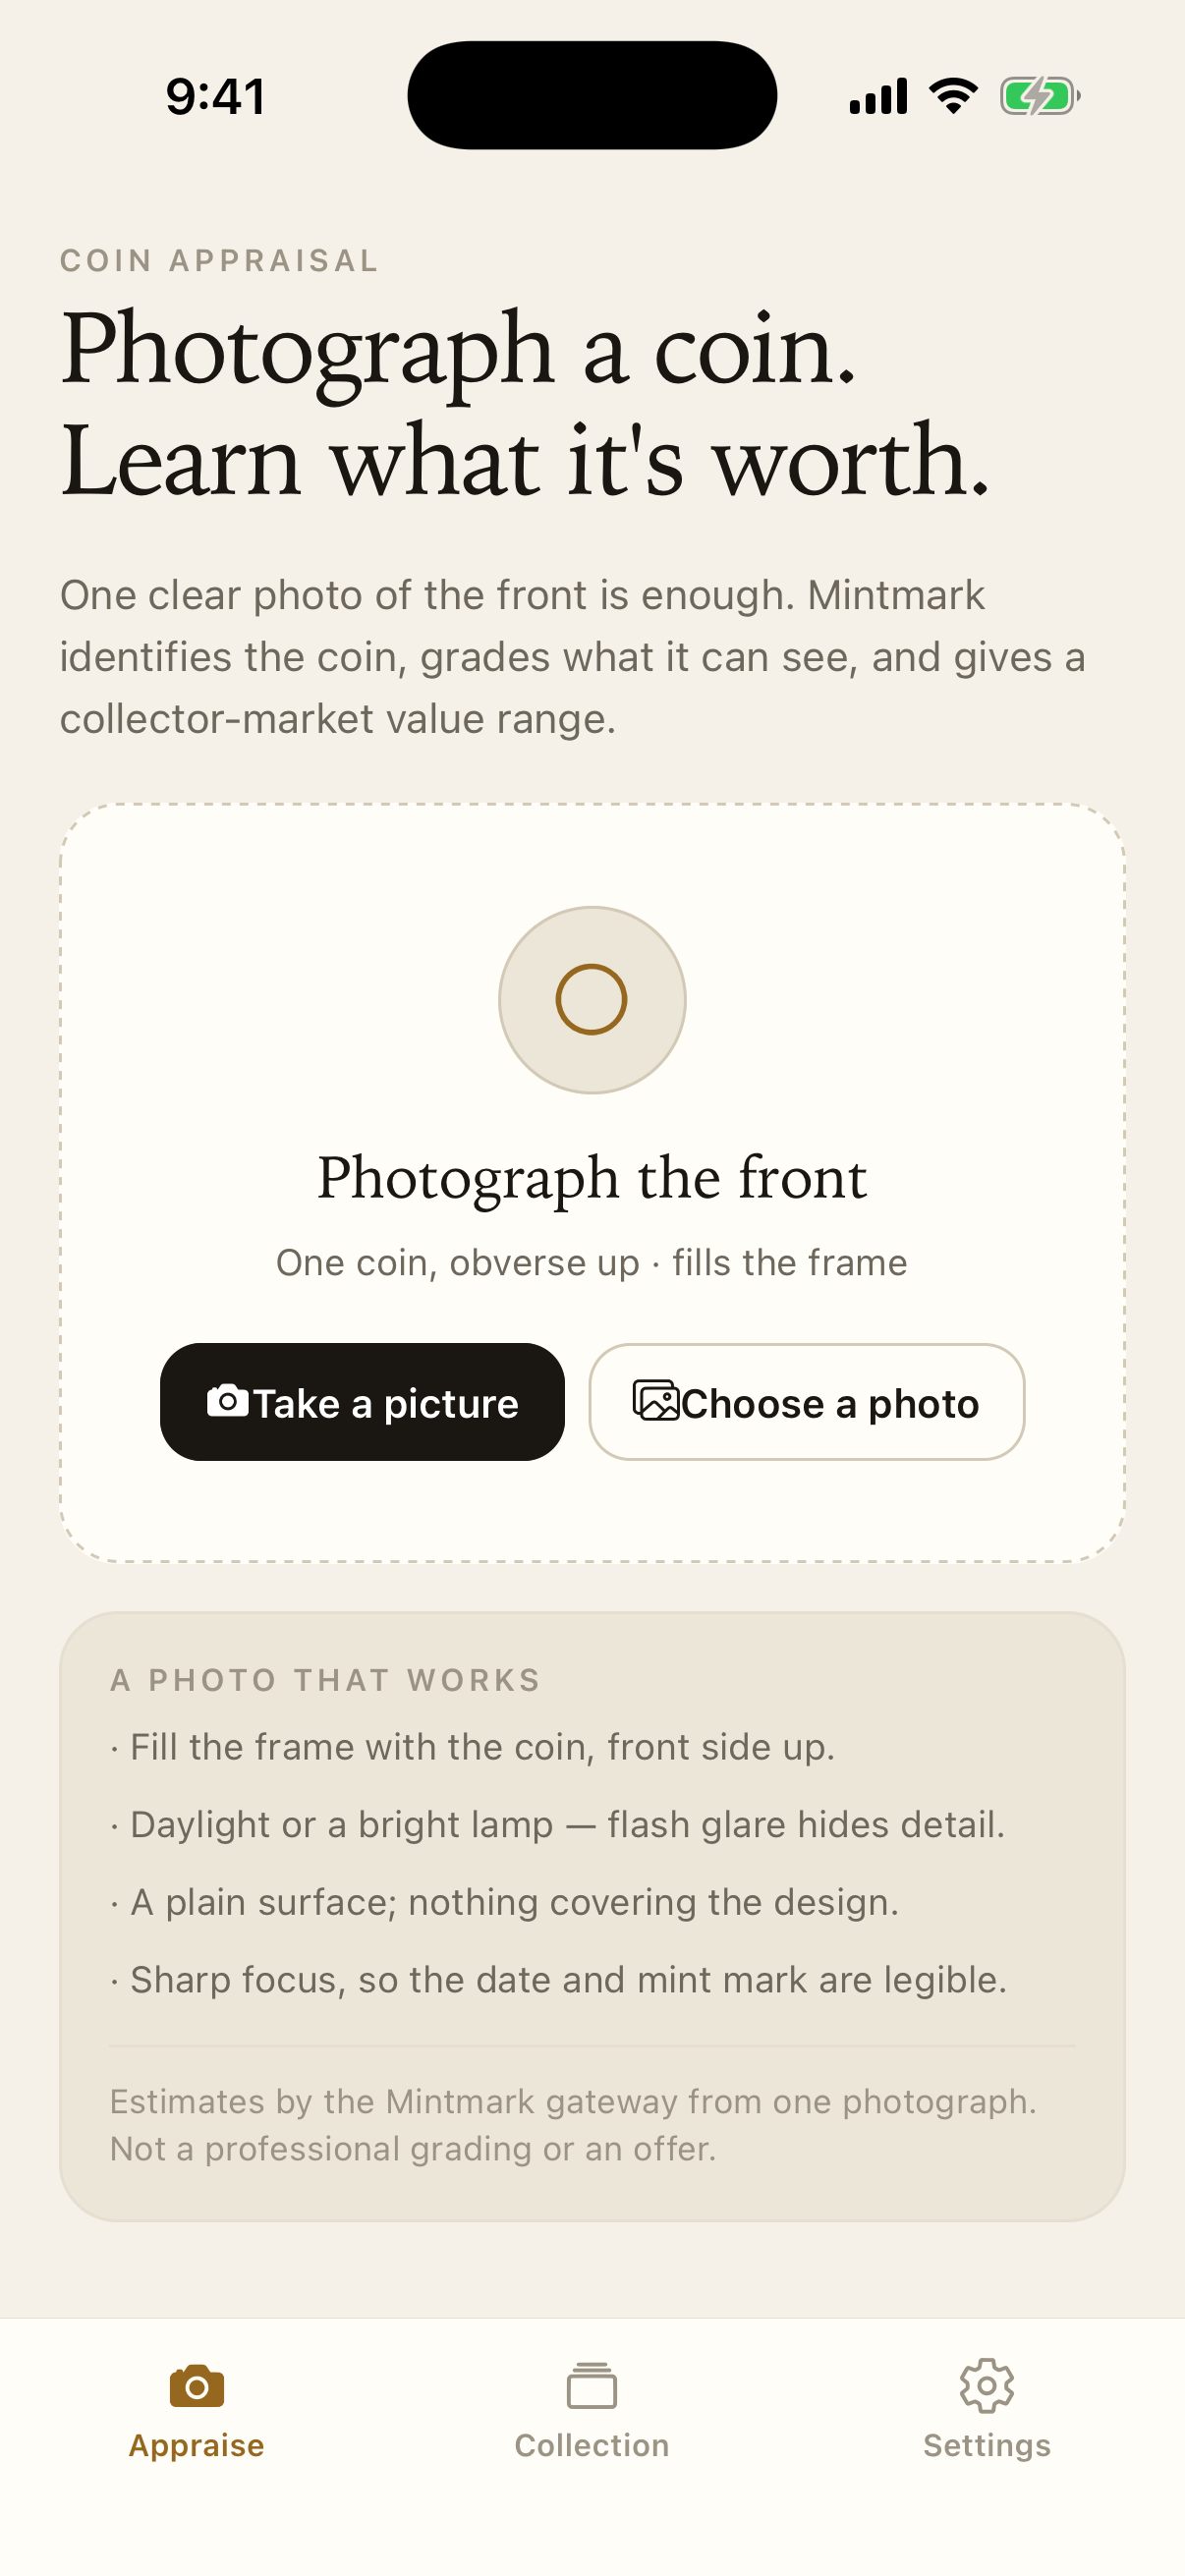 9:41
COIN APPRAISAL
Photograph a coin.
Learn what it's worth.
One clear photo of the front is enough. Mintmark
identifies the coin, grades what it can see, and gives a
collector-market value range.
Photograph the front
One coin, obverse up · fills the frame
Take a picture
Choose a photo
A PHOTO THAT WORKS
· Fill the frame with the coin, front side up.
· Daylight or a bright lamp — flash glare hides detail.
· A plain surface; nothing covering the design.
· Sharp focus, so the date and mint mark are legible.
Estimates by the Mintmark gateway from one photograph.
Not a professional grading or an offer.
Appraise
Collection
Settings